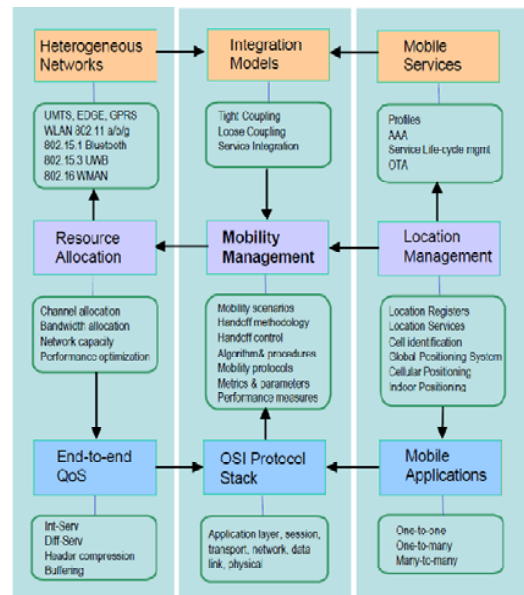 Heterogeneous
Networks
Integration
Models
Mobile
Services
UMTS, EDGE, GPRS
WLAN 802.11 a/b/g
802.15.1 Bluetooth
802.15.3 UWB
802.16 WMAN
Tight Coupling
Loose Coupling
Service Integration
Profiles
AAA
Service Life-cycle mgmt
OTA
Resource
Allocation
Mobility
Management
Location
Management
Channel allocation
Bandwidth allocation
Network capacity
Performance optimization
Mobility scenarios
Handoff methodology
Handoff control
Algorithm& procedures
Mobility protocols
Metrics & parameters
Performance measures
Location Registers
Location Services
Cell identification
Global Positioning System
Cellular Positioning
Indoor Positioning
End-to-end
QoS
OSI Protocol
Stack
Mobile
Applications
Int-Serv
Diff-Serv
Header compression
Buffering
Application layer, session,
transport, network, data
link, physical
One-to-one
One-to-many
Many-to-many